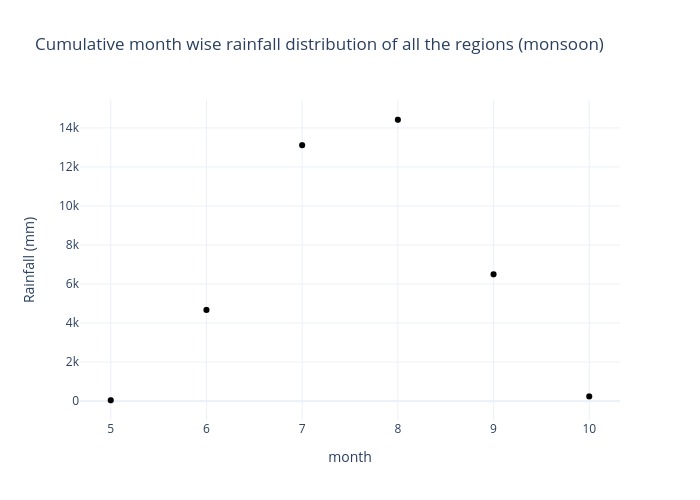 Cumulative month wise rainfall distribution of all the regions (monsoon)
14k
12k
10k
8k
6k
4k
2k
0
Rainfall (mm)
5 6 7 8 9 10
month